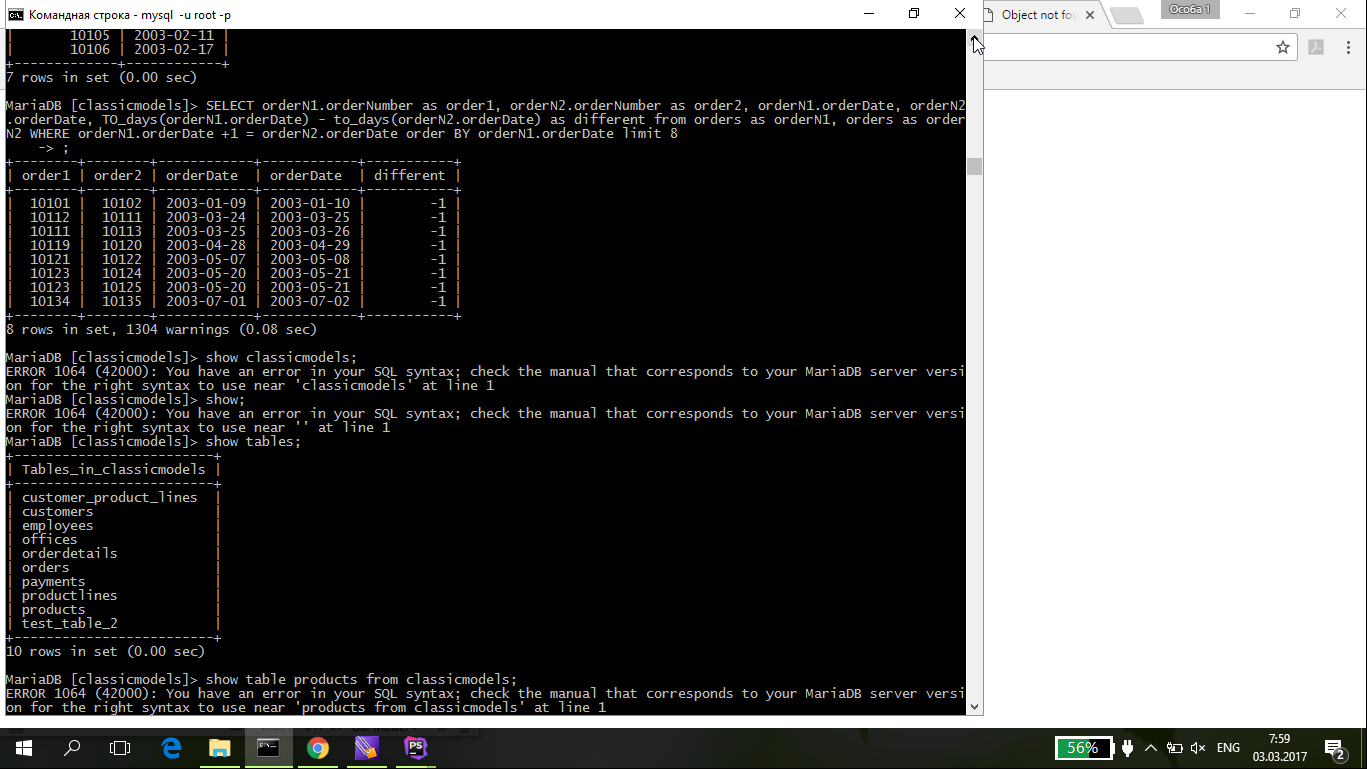 Командная строка - mysql -u root -p
Object not fou
Особа 1
| 10105 | 2003-02-11 |
| 10106 | 2003-02-17 |
+--------------+------------+
7 rows in set (0.00 sec)
MariaDB [classicmodels]> SELECT orderN1.orderNumber as order1, orderN2.orderNumber as order2, orderN1.orderDate, orderN2
.orderDate, TO_days(orderN1.orderDate) - to_days(orderN2.orderDate) as different from orders as orderN1, orders as order
N2 WHERE orderN1.orderDate +1 = orderN2.orderDate order BY orderN1.orderDate limit 8
-> ;
+--------+--------+------------+------------+-----------+
| order1 | order2 | orderDate | orderDate | different |
+--------+--------+------------+------------+-----------+
| 10101 | 10102 | 2003-01-09 | 2003-01-10 | -1 |
| 10112 | 10111 | 2003-03-24 | 2003-03-25 | -1 |
| 10111 | 10113 | 2003-03-25 | 2003-03-26 | -1 |
| 10119 | 10120 | 2003-04-28 | 2003-04-29 | -1 |
| 10121 | 10122 | 2003-05-07 | 2003-05-08 | -1 |
| 10123 | 10124 | 2003-05-20 | 2003-05-21 | -1 |
| 10123 | 10125 | 2003-05-20 | 2003-05-21 | -1 |
| 10134 | 10135 | 2003-07-01 | 2003-07-02 | -1 |
+--------+--------+------------+------------+-----------+
8 rows in set, 1304 warnings (0.08 sec)
MariaDB [classicmodels]> show classicmodels;
ERROR 1064 (42000): You have an error in your SQL syntax; check the manual that corresponds to your MariaDB server versi
on for the right syntax to use near 'classicmodels' at line 1
MariaDB [classicmodels]> show;
ERROR 1064 (42000): You have an error in your SQL syntax; check the manual that corresponds to your MariaDB server versi
on for the right syntax to use near '' at line 1
MariaDB [classicmodels]> show tables;
+-------------------------+
| Tables_in_classicmodels |
+-------------------------+
| customer_product_lines |
| customers |
| employees |
| offices |
| orderdetails |
| orders |
| payments |
| productlines |
| products |
| test_table_2 |
+-------------------------+
10 rows in set (0.00 sec)
MariaDB [classicmodels]> show table products from classicmodels;
ERROR 1064 (42000): You have an error in your SQL syntax; check the manual that corresponds to your MariaDB server versi
on for the right syntax to use near 'products from classicmodels' at line 1
PS
56%
ENG
7:59
03.03.2017
2